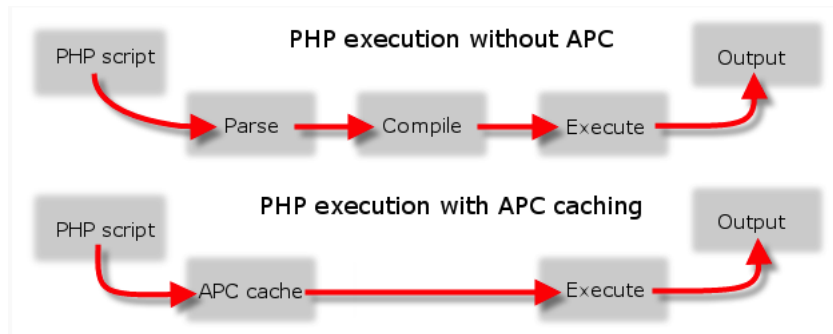 PHP execution without APC
PHP script
Parse
Compile
Execute
Output
PHP execution with APC caching
PHP script
APC cache
Execute
Output